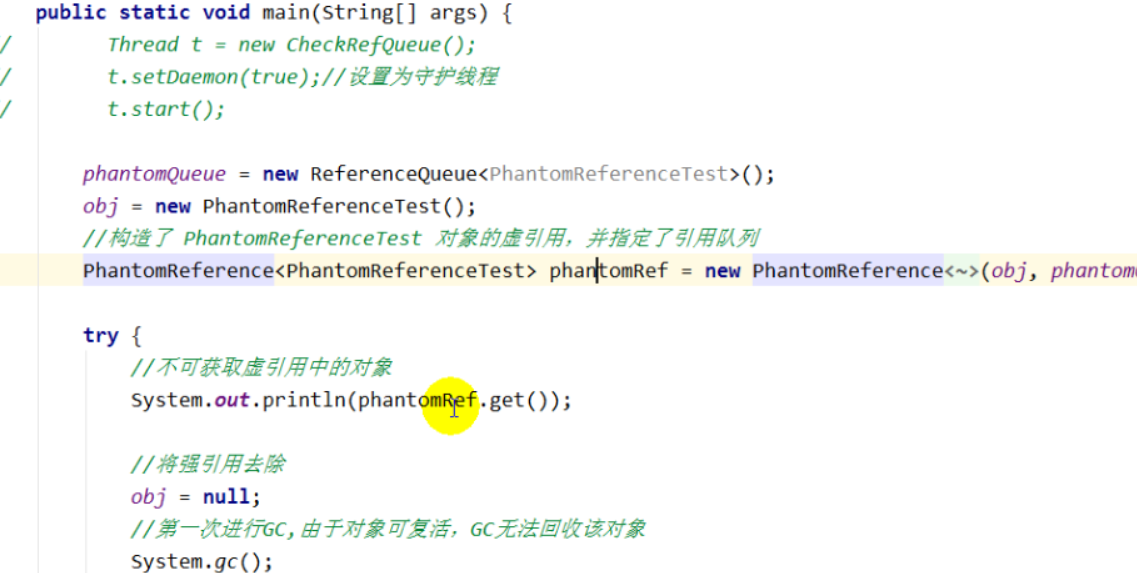 public static void main(String[] args) {
/        Thread t = new CheckRefQueue();
/        t.setDaemon(true);//设置为守护线程
/        t.start();
phantomQueue = new ReferenceQueue<PhantomReferenceTest>();
obj = new PhantomReferenceTest();
//构造了 PhantomReferenceTest 对象的虚引用，并指定了引用队列
PhantomReference<PhantomReferenceTest> phantomRef = new PhantomReference<~>(obj, phantom
try {
//不可获取虚引用中的对象
System.out.println(phantomRef.get());
//将强引用去除
obj = null;
//第一次进行GC,由于对象可复活，GC无法回收该对象
System.gc();